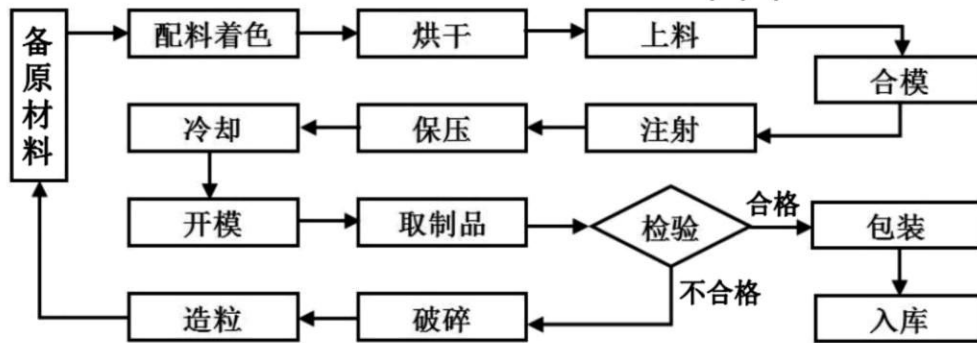 备原材料
配料着色
烘干
上料
合模
注射
保压
冷却
开模
取制品
检验
合格
包装
入库
不合格
破碎
造粒